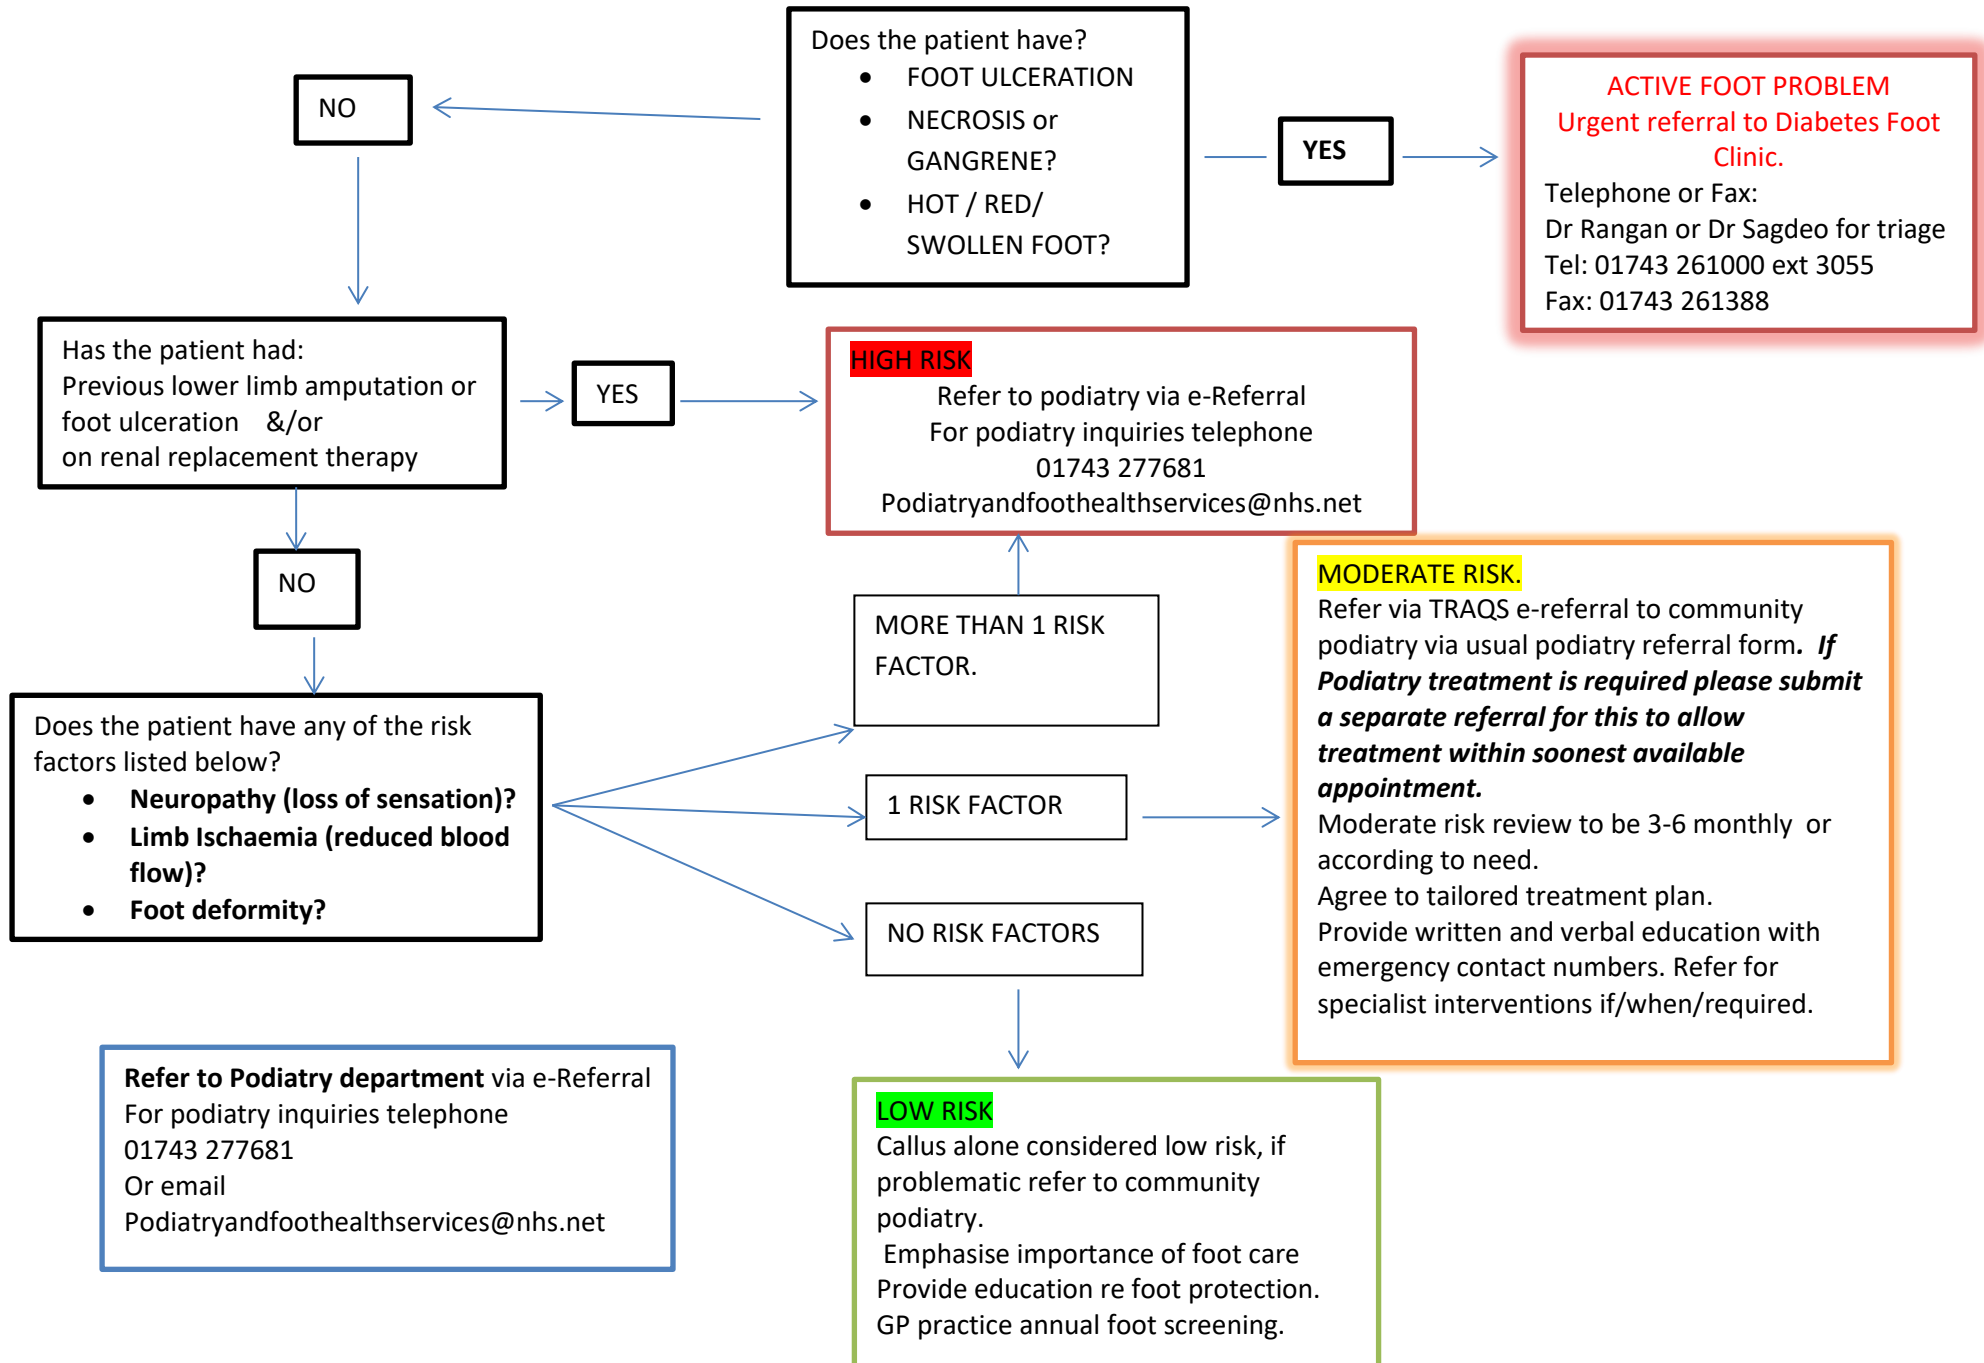 Does the patient have?
• FOOT ULCERATION
• NECROSIS or
GANGRENE?
• HOT / RED/
SWOLLEN FOOT?
NO
YES
ACTIVE FOOT PROBLEM
Urgent referral to Diabetes Foot
Clinic.
Telephone or Fax:
Dr Rangan or Dr Sagdeo for triage
Tel: 01743 261000 ext 3055
Fax: 01743 261388
Has the patient had:
Previous lower limb amputation or
foot ulceration &/or
on renal replacement therapy
YES
HIGH RISK
Refer to podiatry via e-Referral
For podiatry inquiries telephone
01743 277681
Podiatryandfoothealthservices@nhs.net
NO
Does the patient have any of the risk
factors listed below?
• Neuropathy (loss of sensation)?
• Limb Ischaemia (reduced blood
flow)?
• Foot deformity?
MORE THAN 1 RISK
FACTOR.
1 RISK FACTOR
NO RISK FACTORS
MODERATE RISK.
Refer via TRAQS e-referral to community
podiatry via usual podiatry referral form. If
Podiatry treatment is required please submit
a separate referral for this to allow
treatment within soonest available
appointment.
Moderate risk review to be 3-6 monthly or
according to need.
Agree to tailored treatment plan.
Provide written and verbal education with
emergency contact numbers. Refer for
specialist interventions if/when/required.
Refer to Podiatry department via e-Referral
For podiatry inquiries telephone
01743 277681
Or email
Podiatryandfoothealthservices@nhs.net
LOW RISK
Callus alone considered low risk, if
problematic refer to community
podiatry.
Emphasise importance of foot care
Provide education re foot protection.
GP practice annual foot screening.